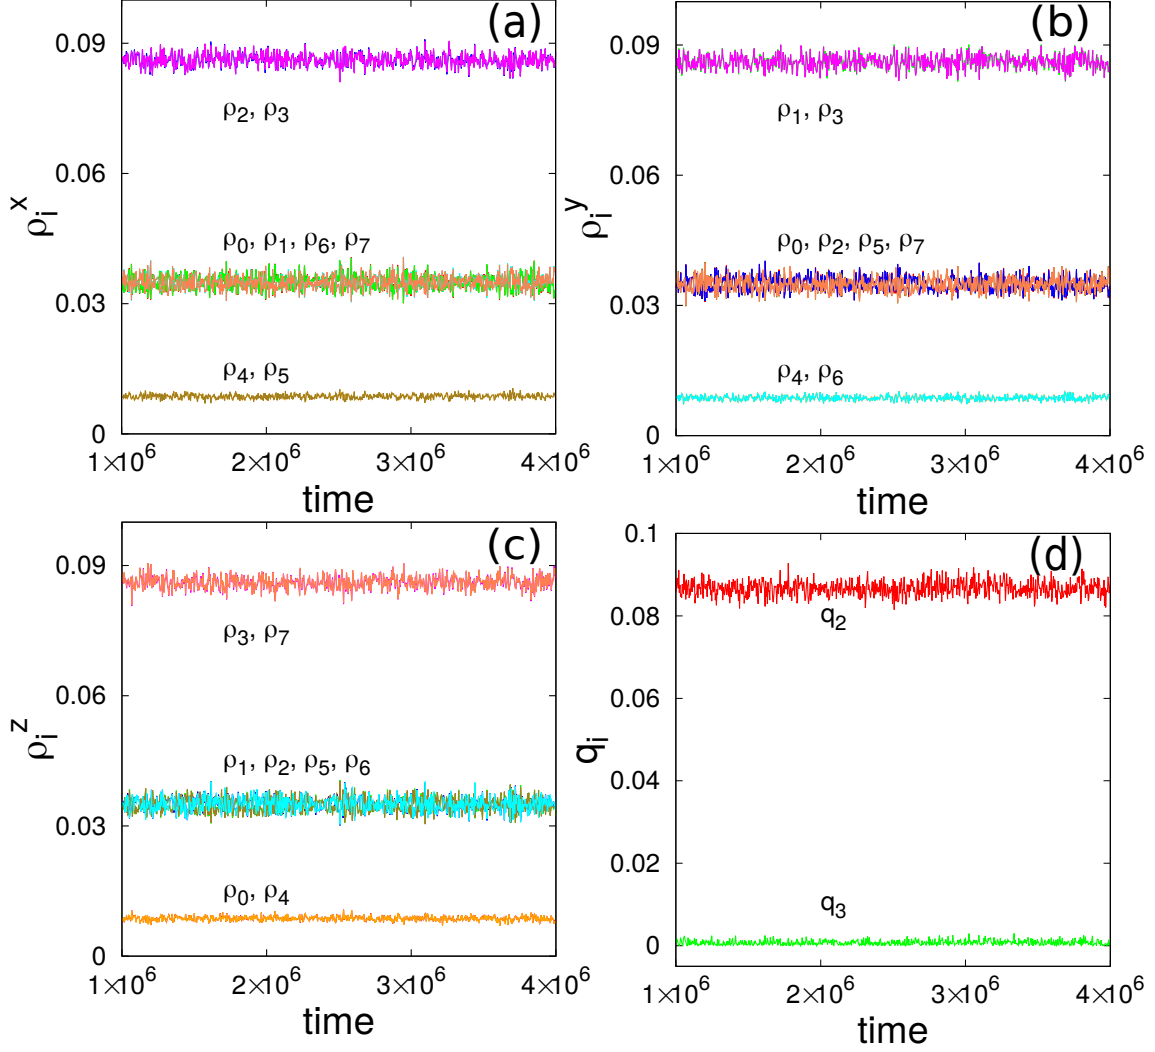 (a)
0.09
ρ2, ρ3
0.06
ρ0, ρ1, ρ6, ρ7
0.03
ρ4, ρ5
0
ρi^x
1×10^6 2×10^6 3×10^6 4×10^6
time
(b)
0.09
ρ1, ρ3
0.06
ρ0, ρ2, ρ5, ρ7
0.03
ρ4, ρ6
0
ρi^y
1×10^6 2×10^6 3×10^6 4×10^6
time
(c)
0.09
ρ3, ρ7
0.06
ρ1, ρ2, ρ5, ρ6
0.03
ρ0, ρ4
0
ρi^z
1×10^6 2×10^6 3×10^6 4×10^6
time
(d)
0.1
0.08
q2
0.06
0.04
0.02
q3
0
qi
1×10^6 2×10^6 3×10^6 4×10^6
time